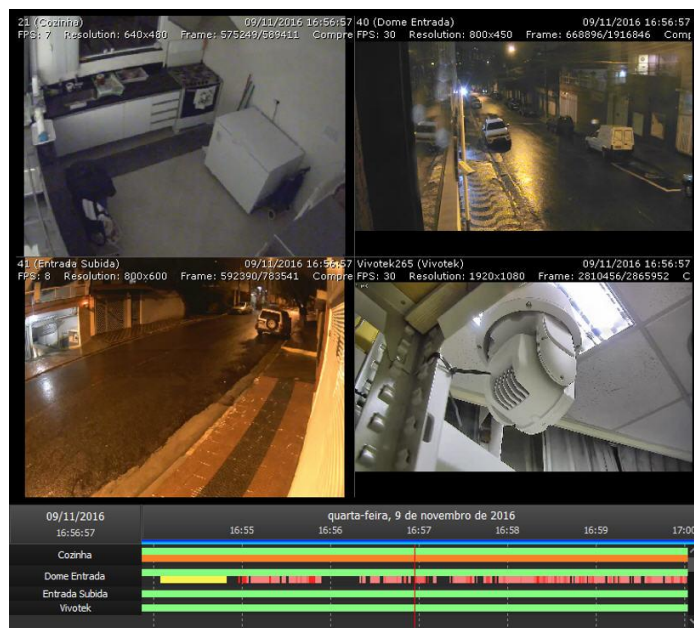 21 (Cozinha) 09/11/2016 16:56:57
FPS: 7 Resolution: 640x480 Frame: 575249/589411 Compre
40 (Dome Entrada) 09/11/2016 16:56:57
FPS: 30 Resolution: 800x450 Frame: 668896/1916846 Comp
41 (Entrada Subida) 09/11/2016 16:56:57
FPS: 8 Resolution: 800x600 Frame: 592390/783541 Compre
Vivotek265 (Vivotek) 09/11/2016 16:56:57
FPS: 30 Resolution: 1920x1080 Frame: 2810456/2865952 C
09/11/2016
16:56:57
quarta-feira, 9 de novembro de 2016
16:55 16:56 16:57 16:58 16:59 17:00
Cozinha
Dome Entrada
Entrada Subida
Vivotek